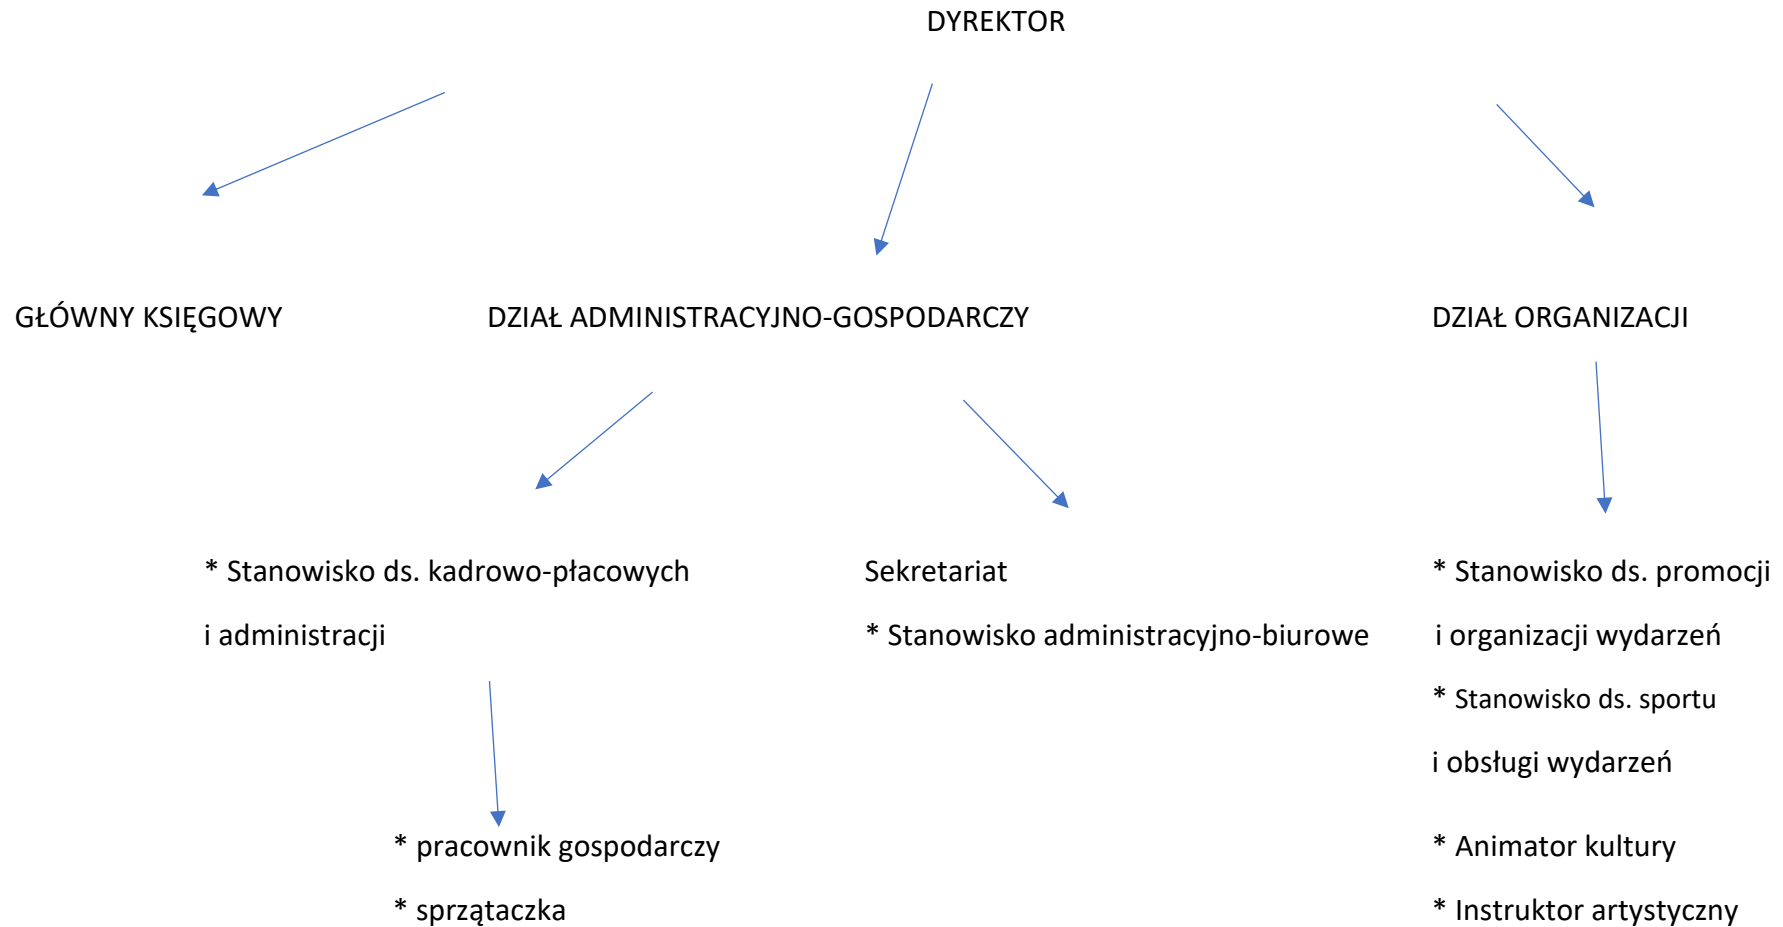 DYREKTOR
GŁÓWNY KSIĘGOWY
DZIAŁ ADMINISTRACYJNO-GOSPODARCZY
DZIAŁ ORGANIZACJI
* Stanowisko ds. kadrowo-płacowych
i administracji
Sekretariat
* Stanowisko administracyjno-biurowe
* Stanowisko ds. promocji
i organizacji wydarzeń
* Stanowisko ds. sportu
i obsługi wydarzeń
* pracownik gospodarczy
* sprzątaczka
* Animator kultury
* Instruktor artystyczny